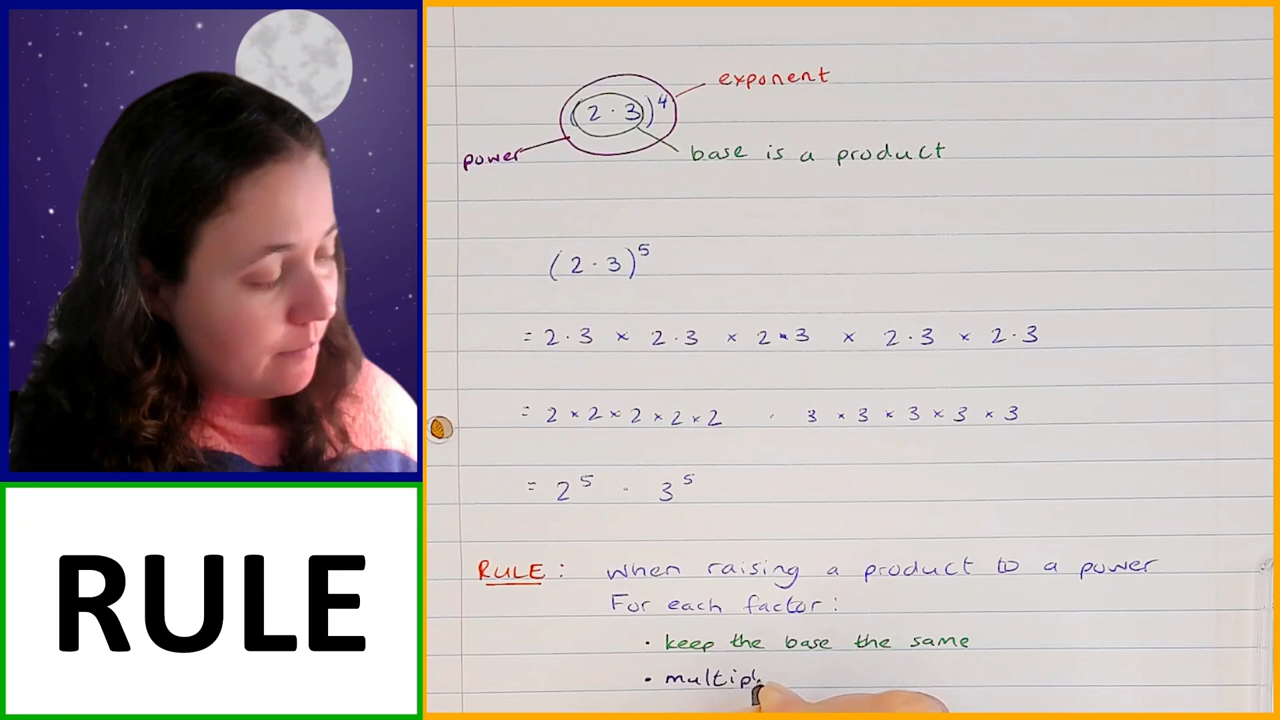 exponent
(2 · 3)⁴
power
base is a product
(2 · 3)⁵
= 2 · 3 × 2 · 3 × 2 · 3 × 2 · 3 × 2 · 3
= 2 × 2 × 2 × 2 × 2 · 3 × 3 × 3 × 3 × 3
= 2⁵ · 3⁵
RULE: When raising a product to a power
For each factor:
· keep the base the same
· multipl
RULE